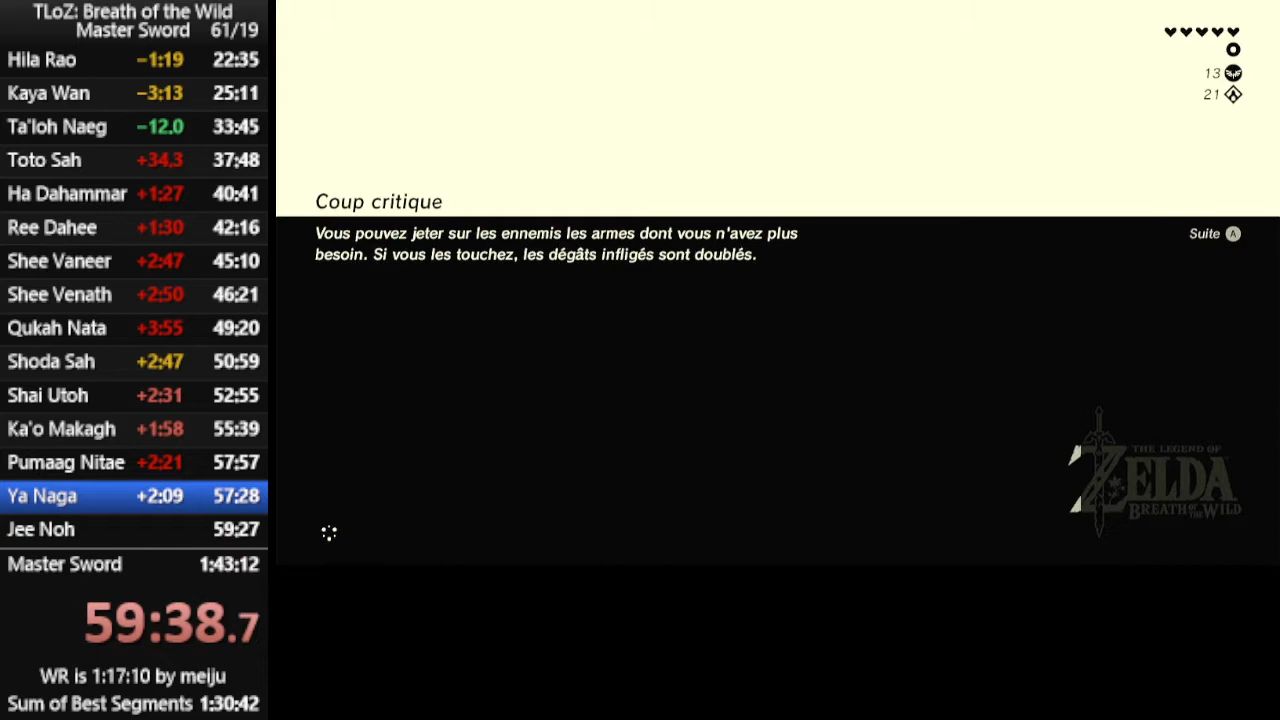 TLoZ: Breath of the Wild
Master Sword 61/19
Hila Rao −1:19 22:35
Kaya Wan −3:13 25:11
Ta'loh Naeg −12.0 33:45
Toto Sah +34.3 37:48
Ha Dahammar +1:27 40:41
Ree Dahee +1:30 42:16
Shee Vaneer +2:47 45:10
Shee Venath +2:50 46:21
Qukah Nata +3:55 49:20
Shoda Sah +2:47 50:59
Shai Utoh +2:31 52:55
Ka'o Makagh +1:58 55:39
Pumaag Nitae +2:21 57:57
Ya Naga +2:09 57:28
Jee Noh 59:27
Master Sword 1:43:12
59:38.7
WR is 1:17:10 by meiju
Sum of Best Segments 1:30:42
13
21
Coup critique
Vous pouvez jeter sur les ennemis les armes dont vous n'avez plus
besoin. Si vous les touchez, les dégâts infligés sont doublés.
Suite A
THE LEGEND OF
ZELDA
BREATH OF THE WILD